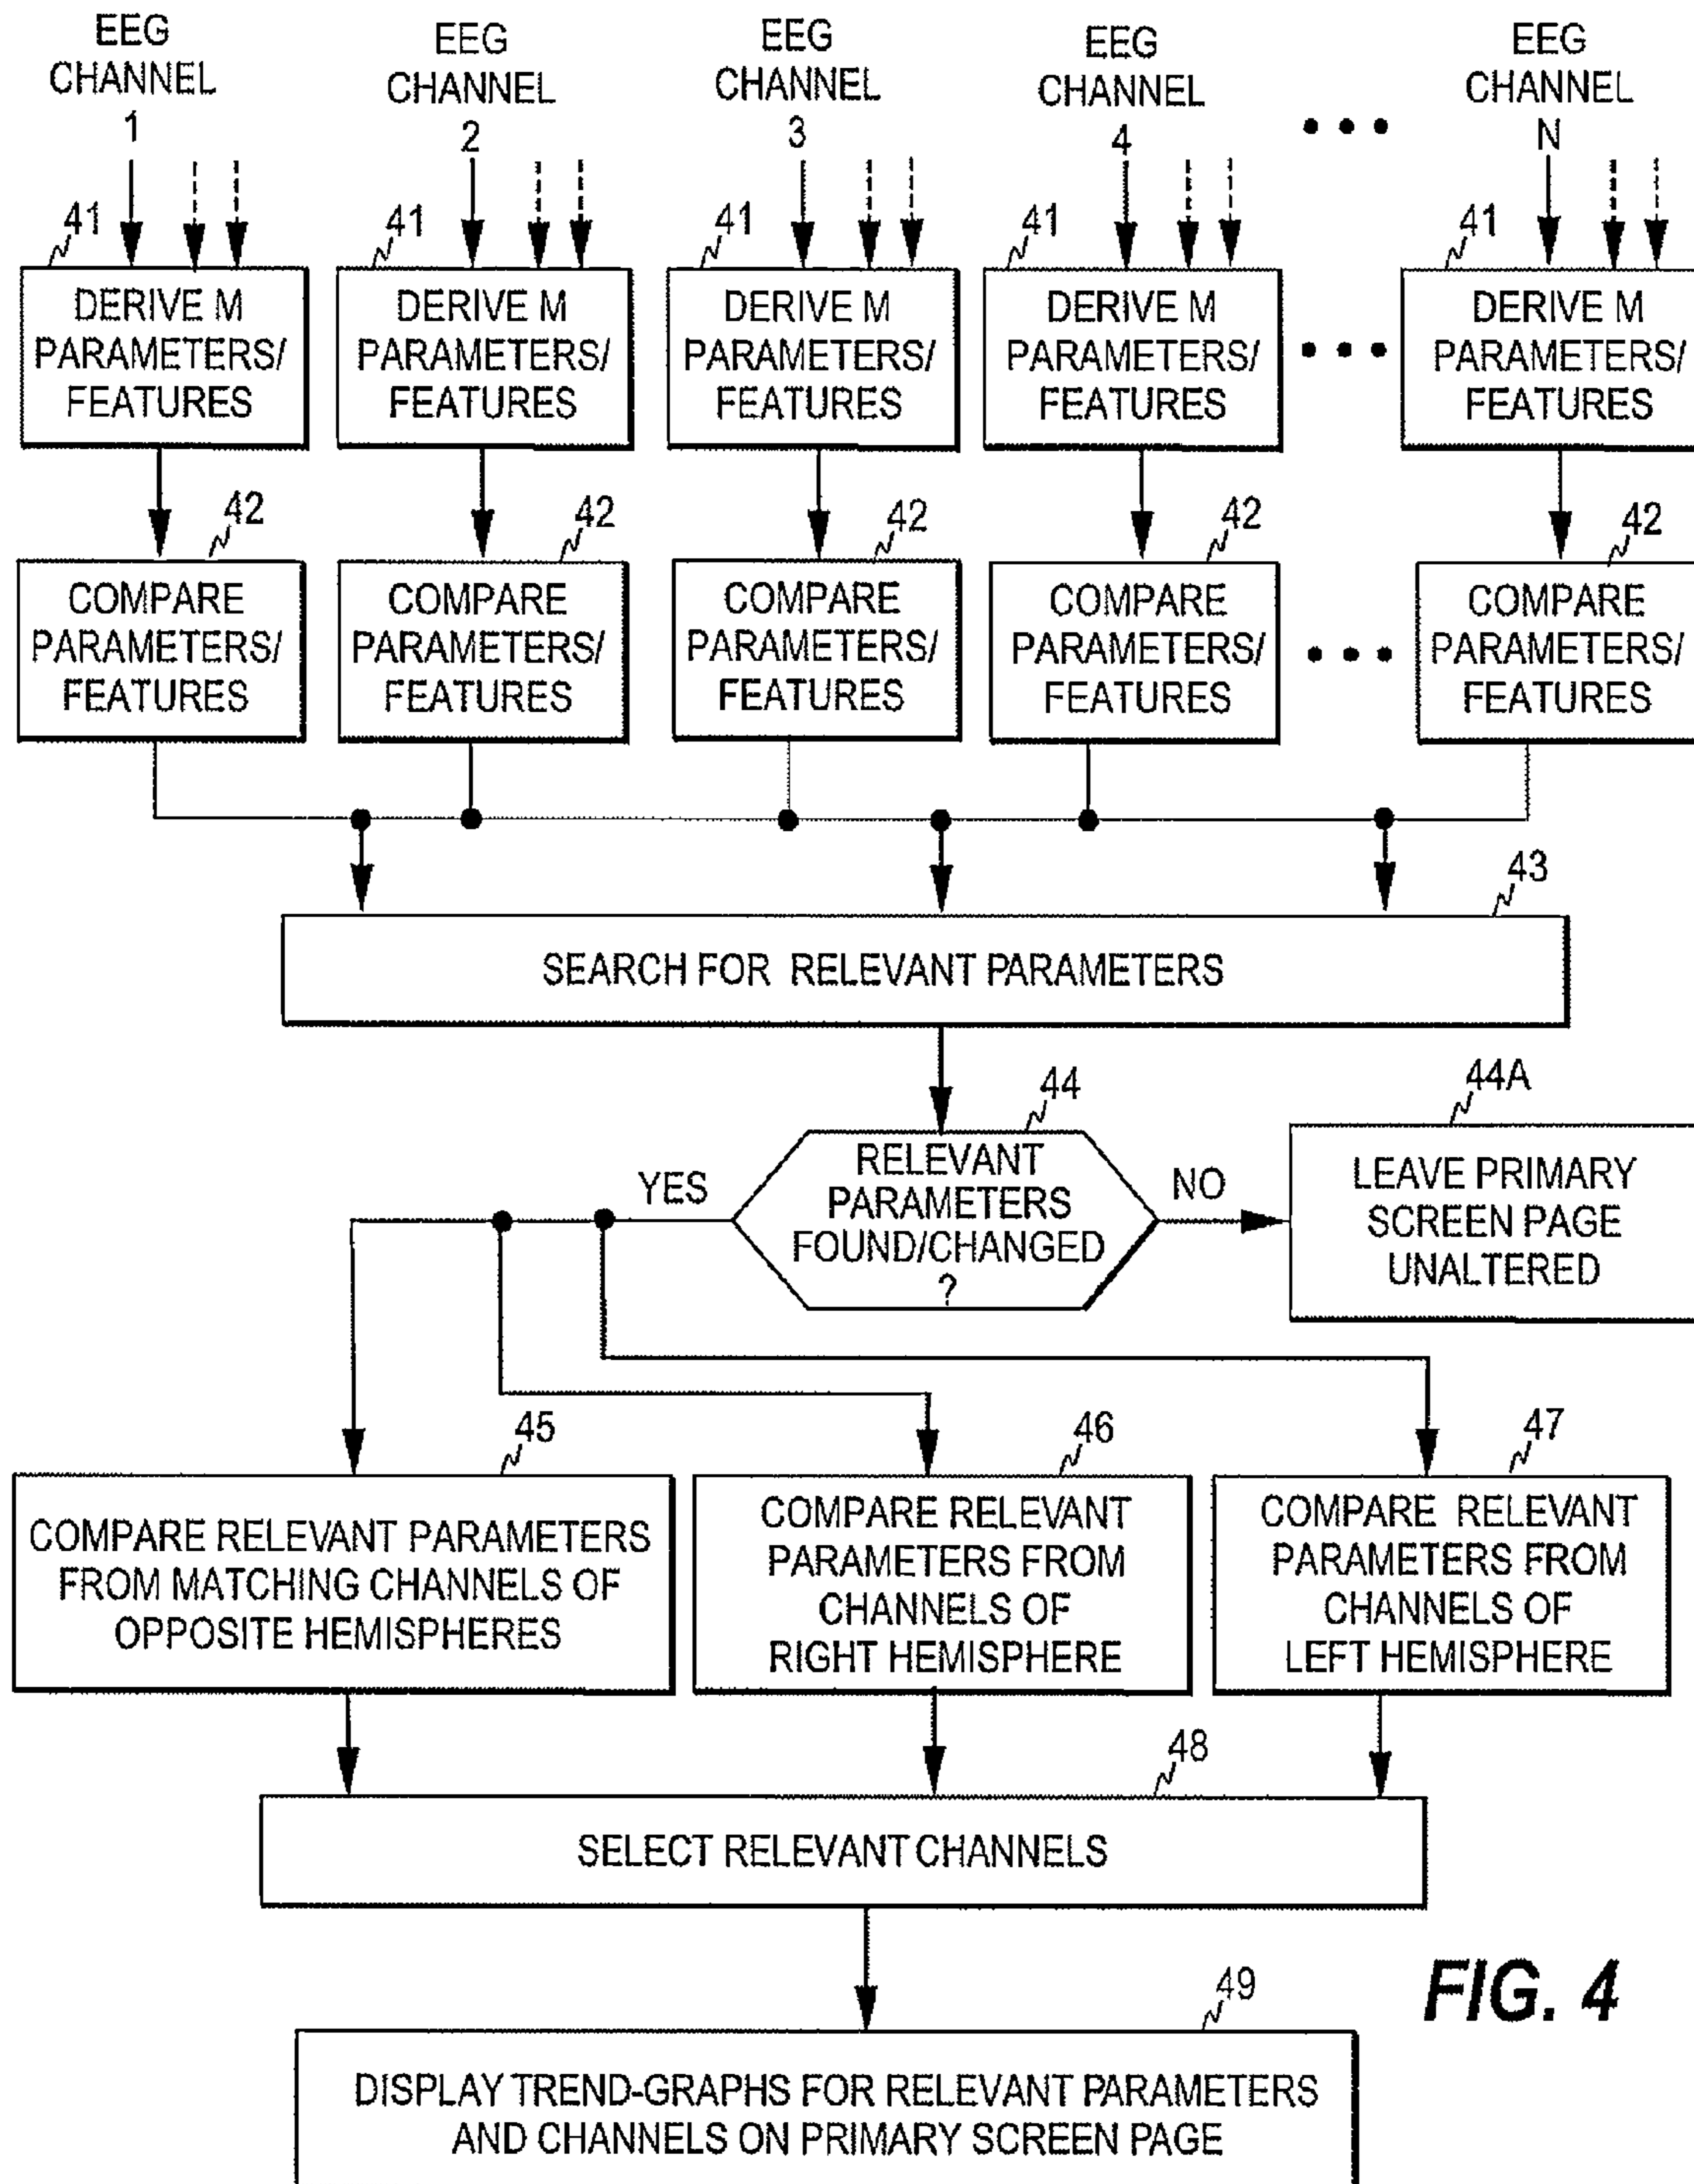 EEG
CHANNEL
1
EEG
CHANNEL
2
EEG
CHANNEL
3
EEG
CHANNEL
4
EEG
CHANNEL
N
41
41
41
41
41
DERIVE M
PARAMETERS/
FEATURES
DERIVE M
PARAMETERS/
FEATURES
DERIVE M
PARAMETERS/
FEATURES
DERIVE M
PARAMETERS/
FEATURES
DERIVE M
PARAMETERS/
FEATURES
42
42
42
42
42
COMPARE
PARAMETERS/
FEATURES
COMPARE
PARAMETERS/
FEATURES
COMPARE
PARAMETERS/
FEATURES
COMPARE
PARAMETERS/
FEATURES
COMPARE
PARAMETERS/
FEATURES
43
SEARCH FOR RELEVANT PARAMETERS
44
RELEVANT
PARAMETERS
FOUND/CHANGED
?
YES
NO
44A
LEAVE PRIMARY
SCREEN PAGE
UNALTERED
45
COMPARE RELEVANT PARAMETERS
FROM MATCHING CHANNELS OF
OPPOSITE HEMISPHERES
46
COMPARE RELEVANT
PARAMETERS FROM
CHANNELS OF
RIGHT HEMISPHERE
47
COMPARE RELEVANT
PARAMETERS FROM
CHANNELS OF
LEFT HEMISPHERE
48
SELECT RELEVANT CHANNELS
49
DISPLAY TREND-GRAPHS FOR RELEVANT PARAMETERS
AND CHANNELS ON PRIMARY SCREEN PAGE
FIG. 4